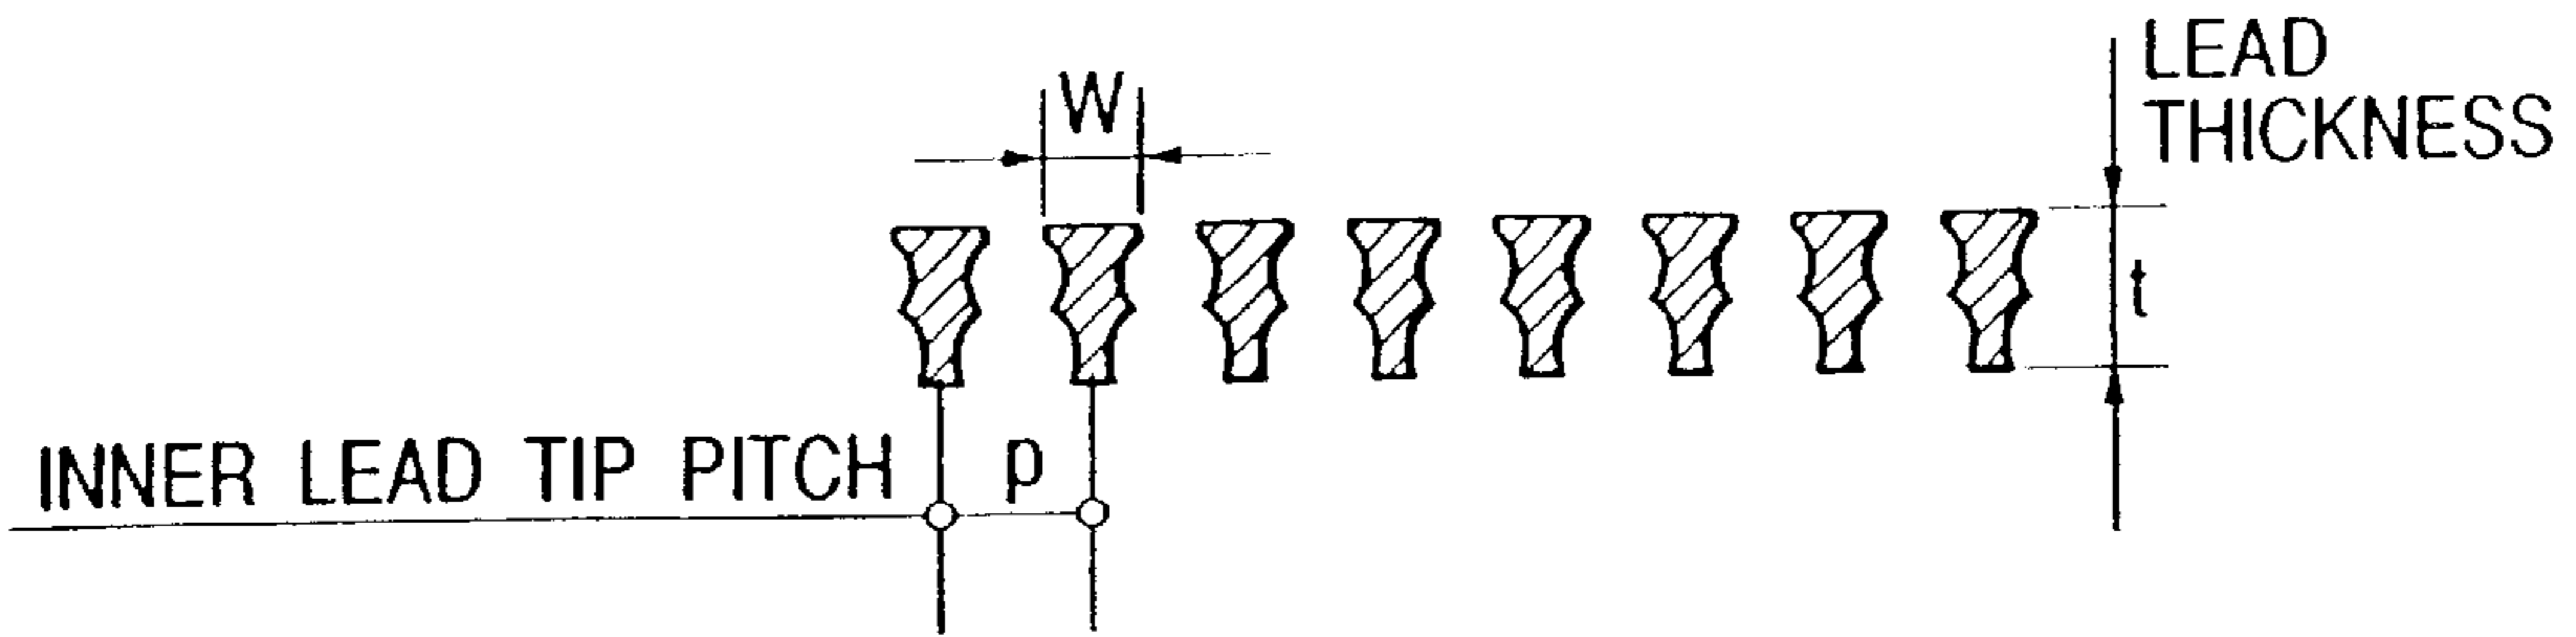 LEAD
THICKNESS
W
t
INNER LEAD TIP PITCH p